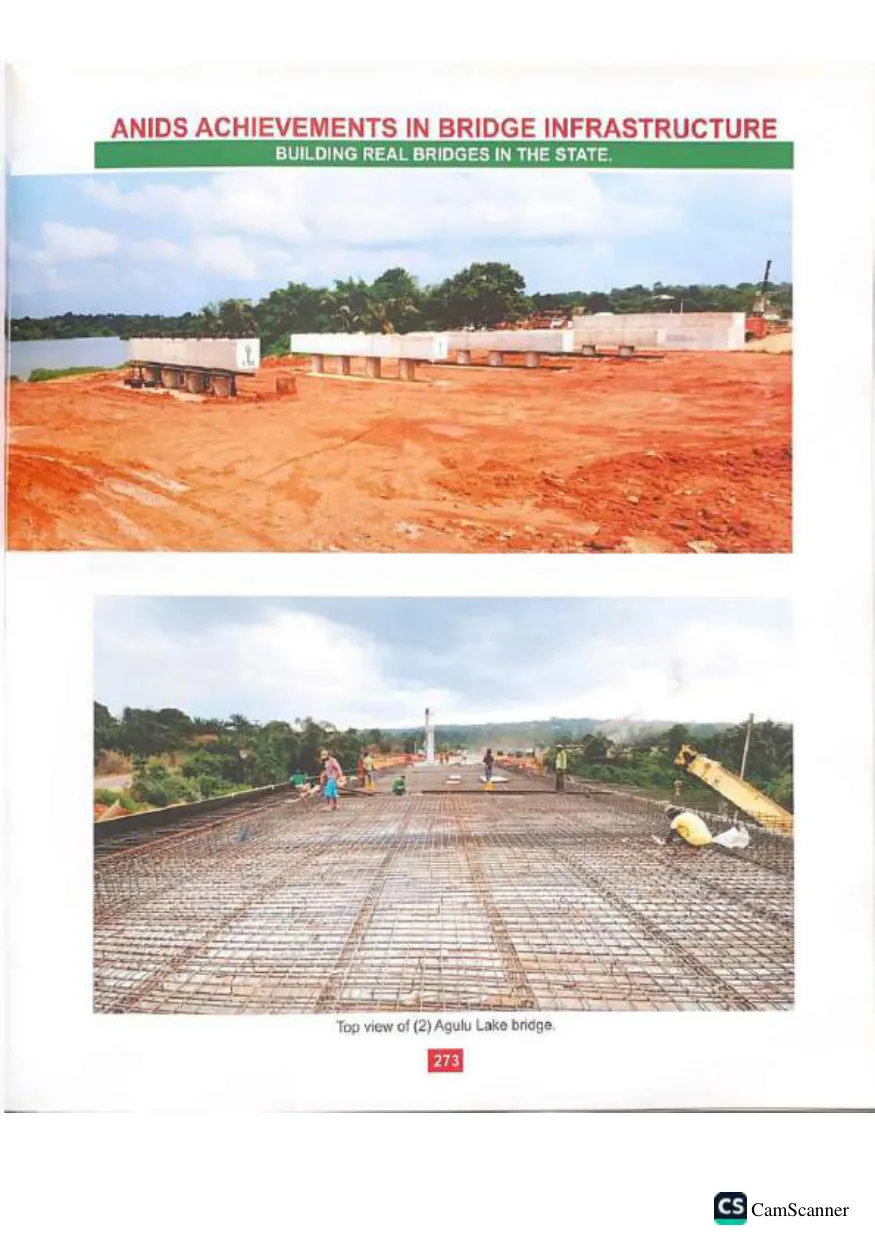 ANIDS ACHIEVEMENTS IN BRIDGE INFRASTRUCTURE
BUILDING REAL BRIDGES IN THE STATE.
Top view of (2) Agulu Lake bridge.
273
CS CamScanner